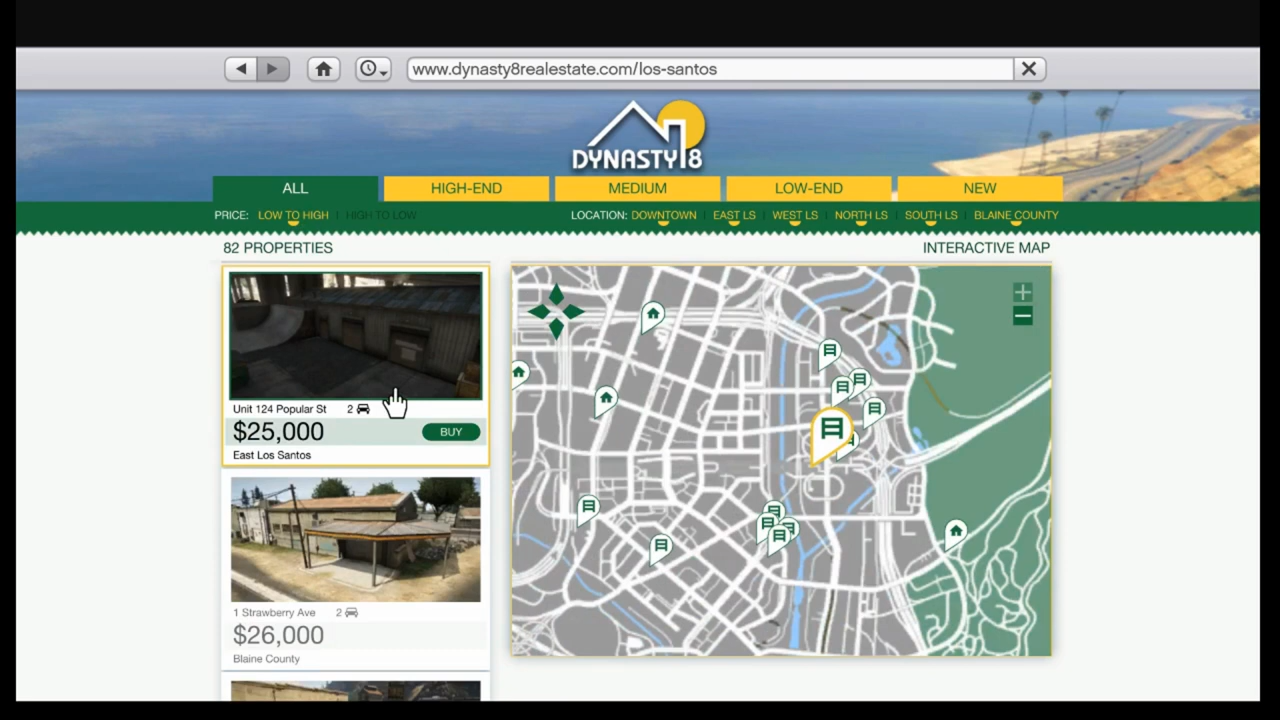 www.dynasty8realestate.com/los-santos
DYNASTY 8
ALL HIGH-END MEDIUM LOW-END NEW
PRICE: LOW TO HIGH | HIGH TO LOW LOCATION: DOWNTOWN | EAST LS | WEST LS | NORTH LS | SOUTH LS | BLAINE COUNTY
82 PROPERTIES INTERACTIVE MAP
Unit 124 Popular St 2
$25,000 BUY
East Los Santos
1 Strawberry Ave 2
$26,000
Blaine County